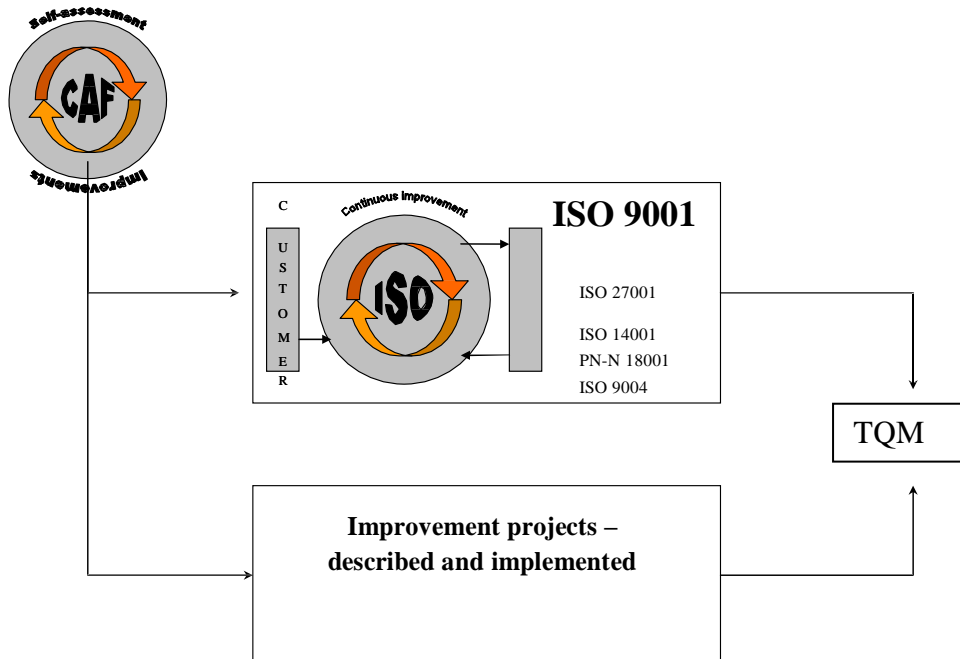 Self-assessment
CAF
Improvements
CUSTOMER
Continuous improvement
ISO
ISO 9001
ISO 27001
ISO 14001
PN-N 18001
ISO 9004
TQM
Improvement projects –
described and implemented